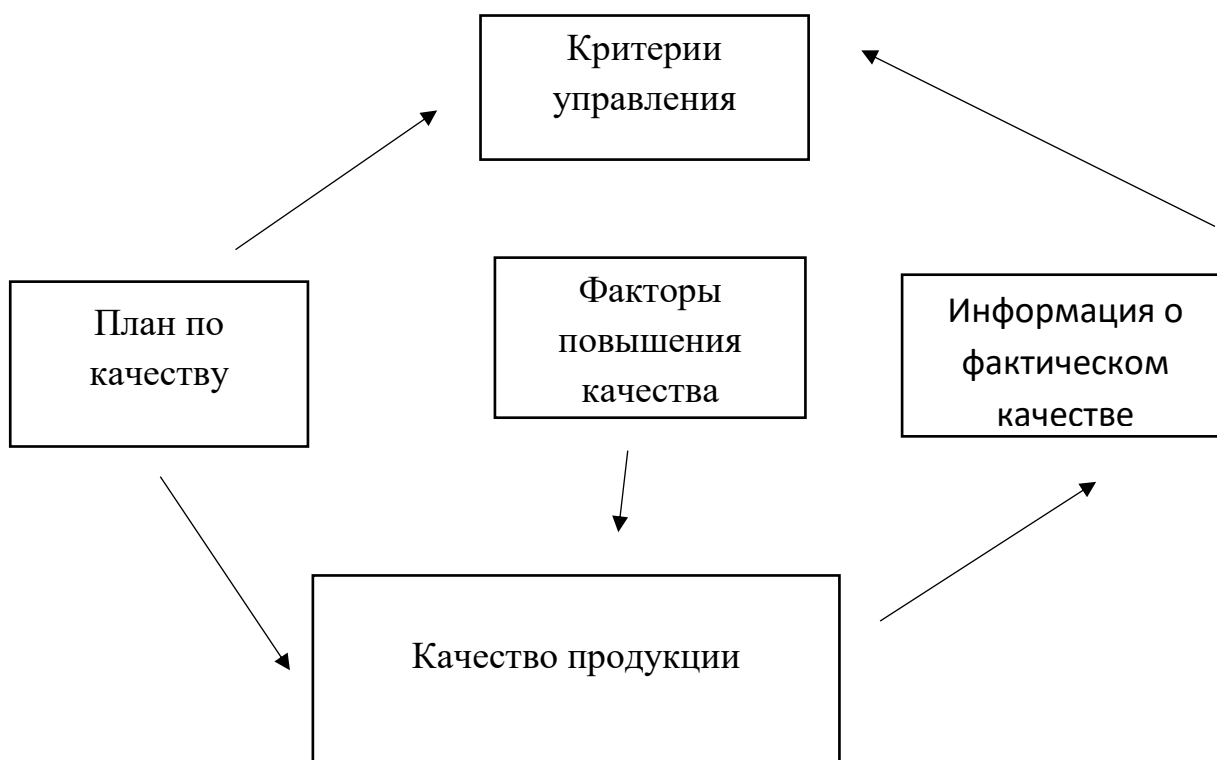 Критерии
управления
План по
качеству
Факторы
повышения
качества
Информация о
фактическом
качестве
Качество продукции